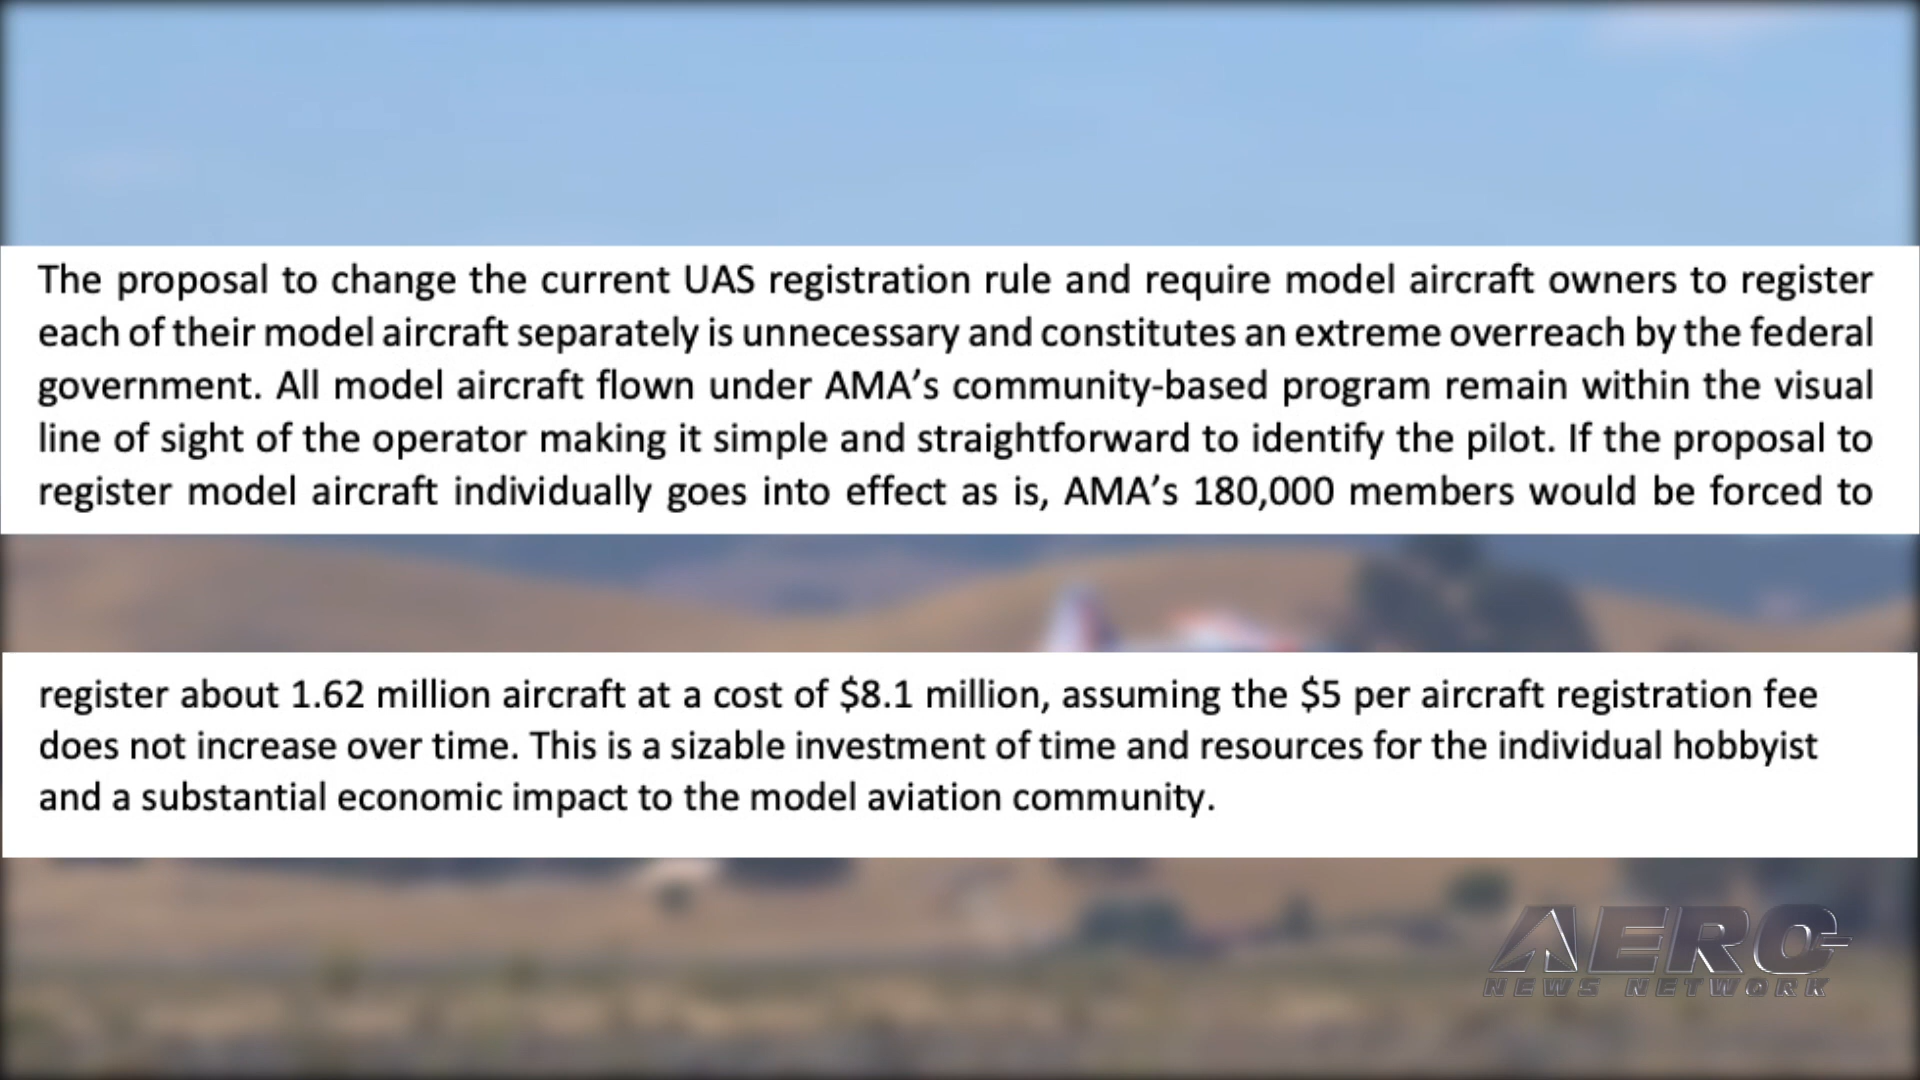 The proposal to change the current UAS registration rule and require model aircraft owners to register
each of their model aircraft separately is unnecessary and constitutes an extreme overreach by the federal
government. All model aircraft flown under AMA’s community-based program remain within the visual
line of sight of the operator making it simple and straightforward to identify the pilot. If the proposal to
register model aircraft individually goes into effect as is, AMA’s 180,000 members would be forced to
register about 1.62 million aircraft at a cost of $8.1 million, assuming the $5 per aircraft registration fee
does not increase over time. This is a sizable investment of time and resources for the individual hobbyist
and a substantial economic impact to the model aviation community.
AERO
NEWS NETWORK